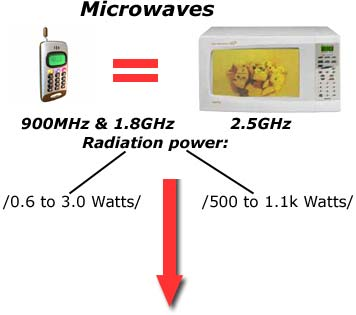 Microwaves
900MHz & 1.8GHz 2.5GHz
Radiation power:
/0.6 to 3.0 Watts/ /500 to 1.1k Watts/